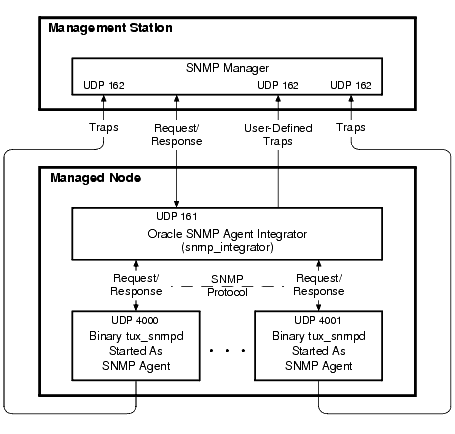 Management Station
SNMP Manager
UDP 162
UDP 162
UDP 162
Traps
Request/
Response
User-Defined
Traps
Traps
Managed Node
UDP 161
Oracle SNMP Agent Integrator
(snmp_integrator)
Request/
Response
SNMP
Protocol
Request/
Response
UDP 4000
Binary tux_snmpd
Started As
SNMP Agent
. . .
UDP 4001
Binary tux_snmpd
Started As
SNMP Agent